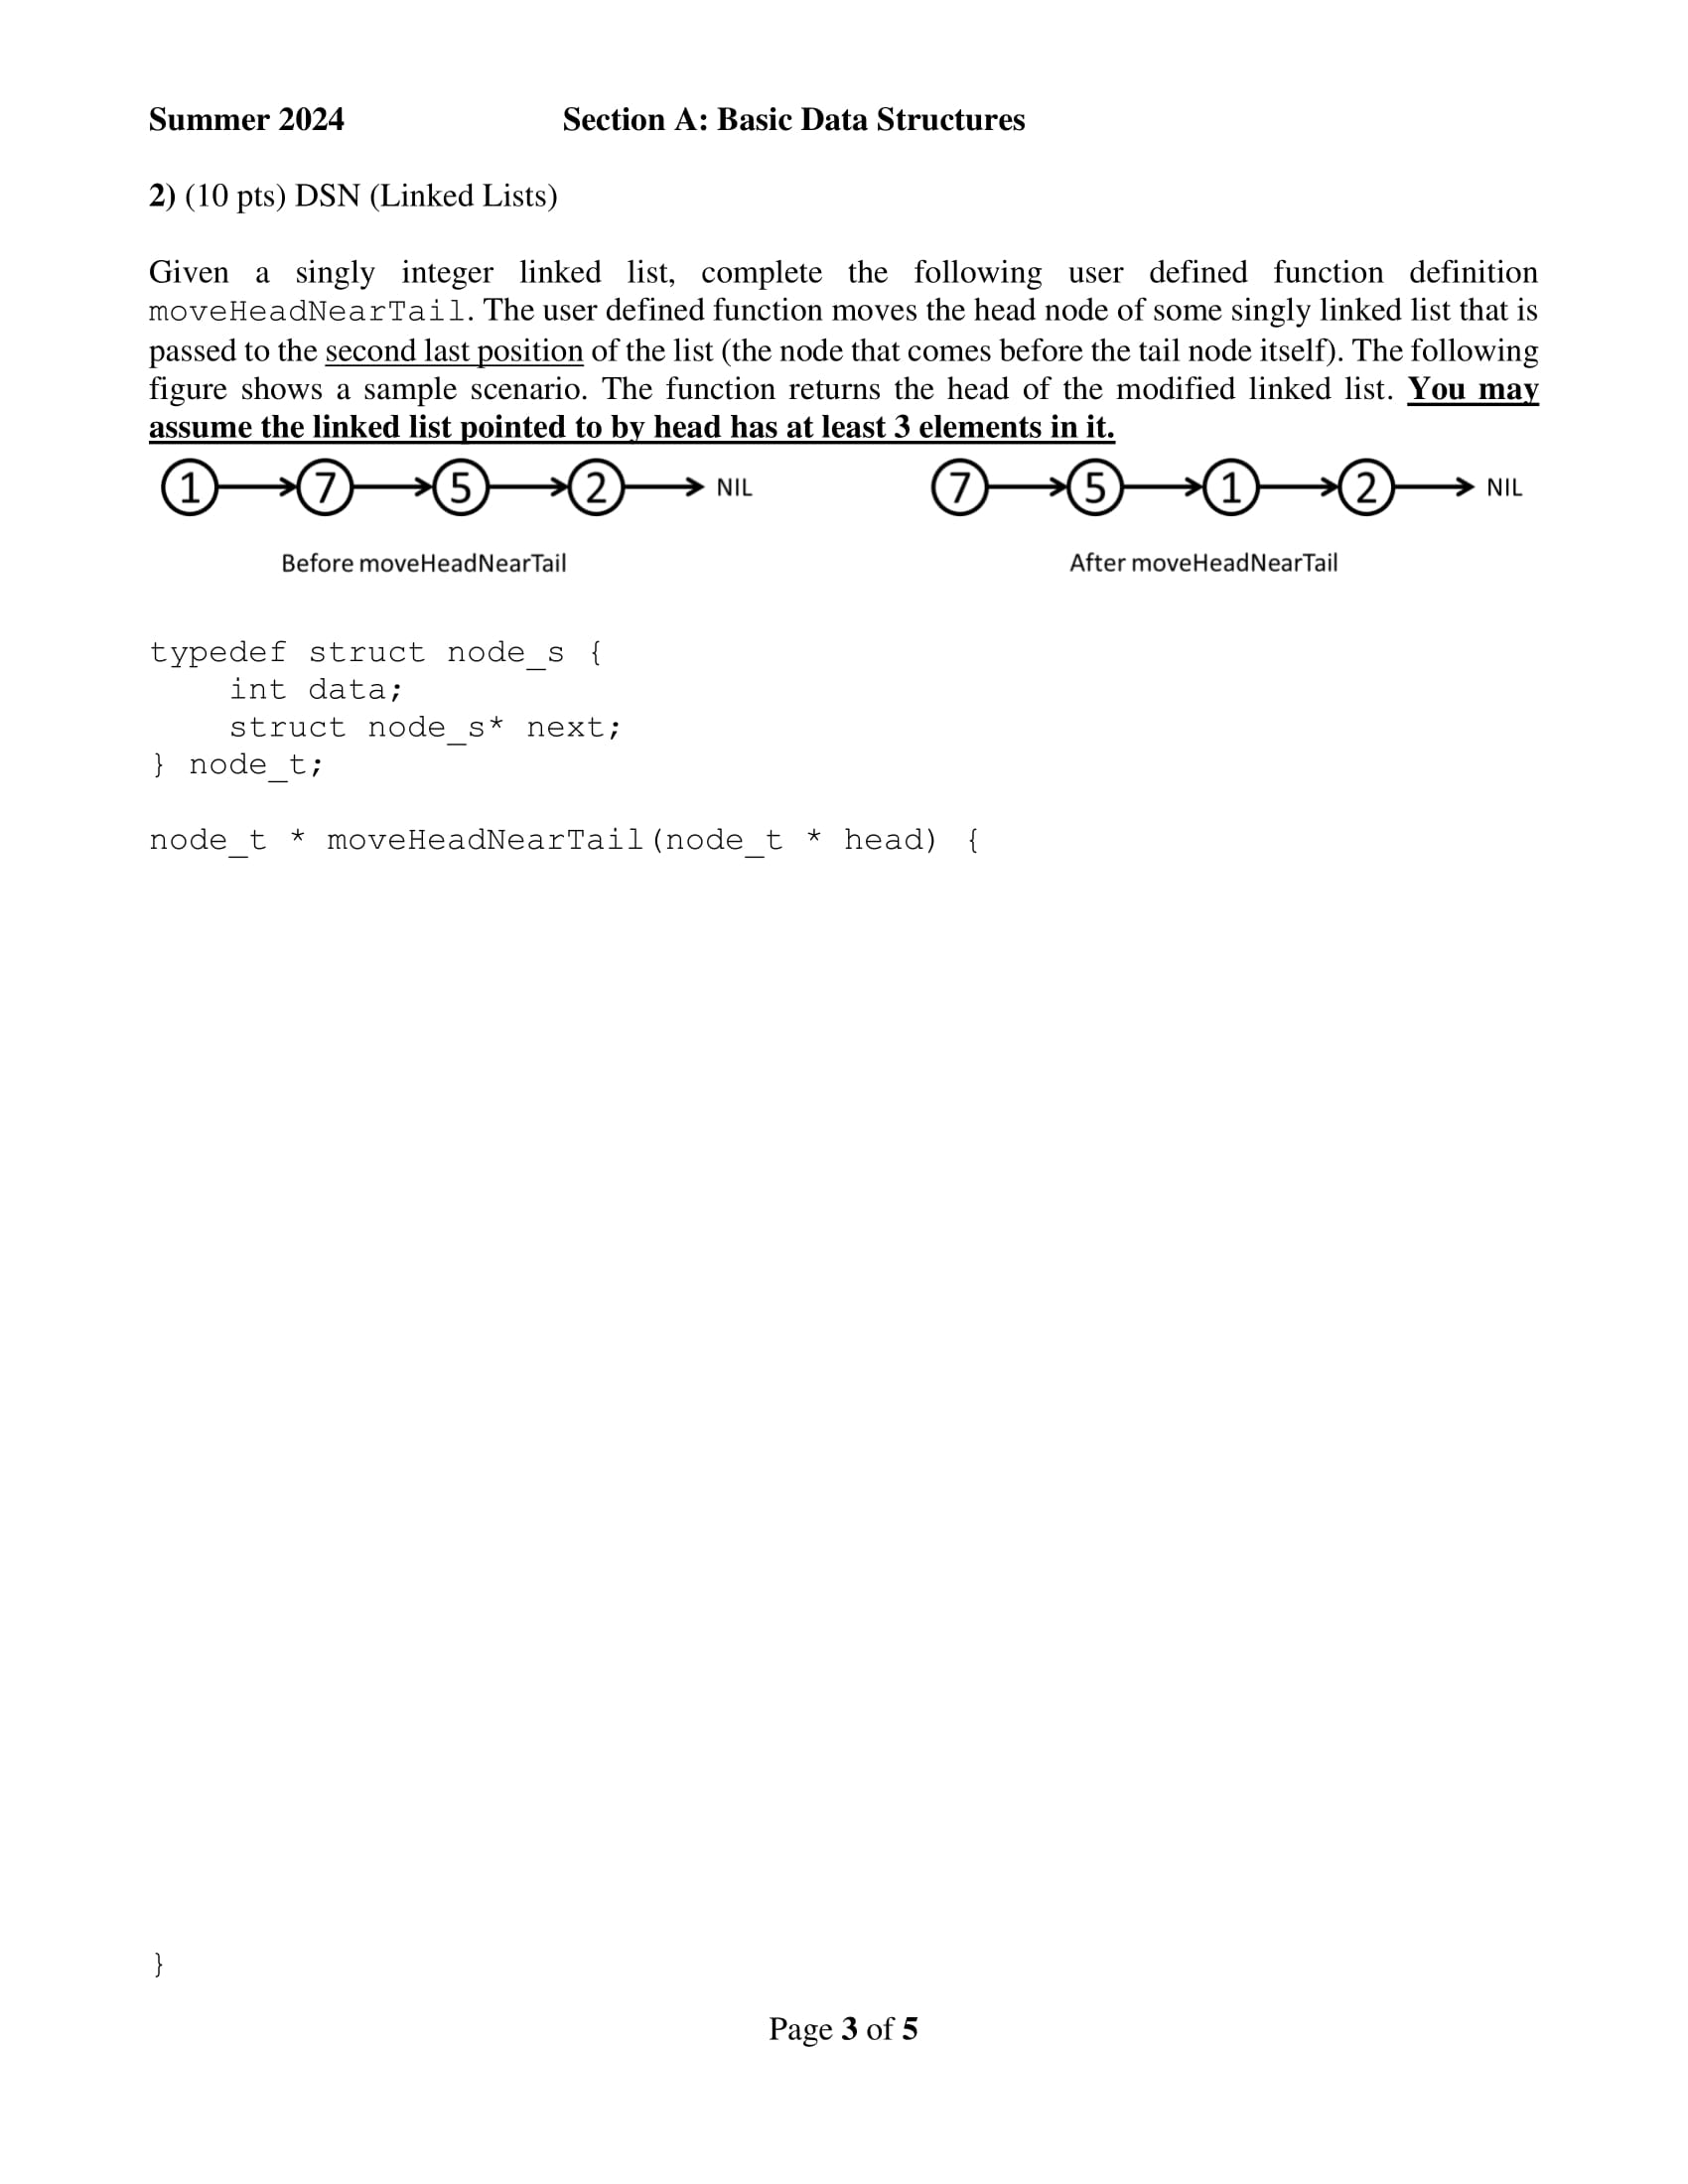 Summer 2024 Section A: Basic Data Structures
2) (10 pts) DSN (Linked Lists)
Given a singly integer linked list, complete the following user defined function definition
moveHeadNearTail. The user defined function moves the head node of some singly linked list that is
passed to the second last position of the list (the node that comes before the tail node itself). The following
figure shows a sample scenario. The function returns the head of the modified linked list. You may
assume the linked list pointed to by head has at least 3 elements in it.
1 7 5 2 NIL 7 5 1 2 NIL
Before moveHeadNearTail After moveHeadNearTail
typedef struct node_s {
    int data;
    struct node_s* next;
} node_t;
node_t * moveHeadNearTail(node_t * head) {
}
Page 3 of 5